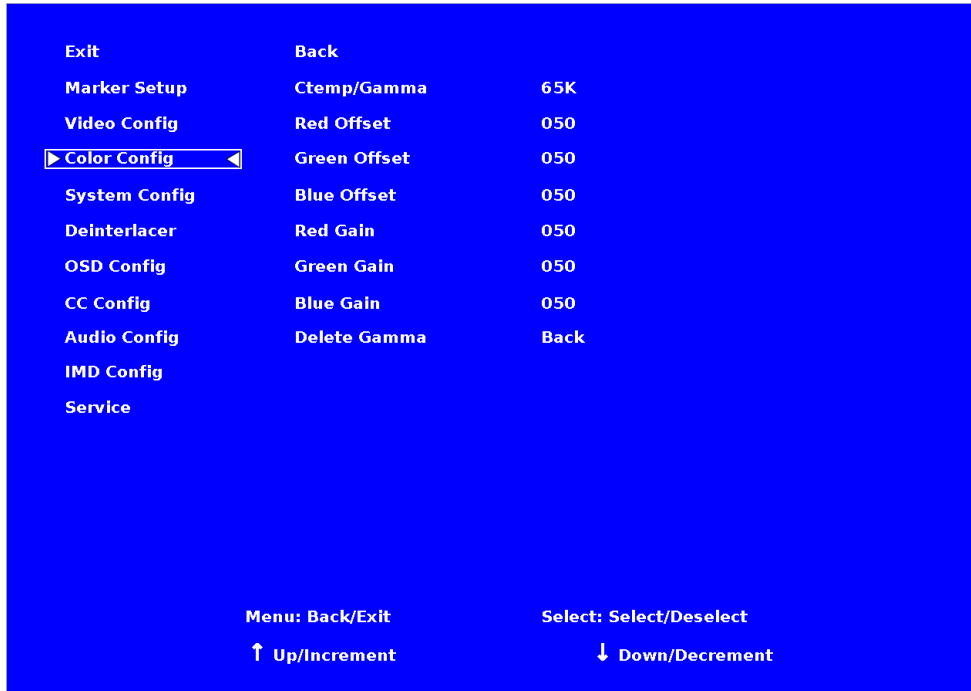 Exit Back
Marker Setup Ctemp/Gamma 65K
Video Config Red Offset 050
Color Config Green Offset 050
System Config Blue Offset 050
Deinterlacer Red Gain 050
OSD Config Green Gain 050
CC Config Blue Gain 050
Audio Config Delete Gamma Back
IMD Config
Service
Menu: Back/Exit Select: Select/Deselect
↑ Up/Increment ↓ Down/Decrement